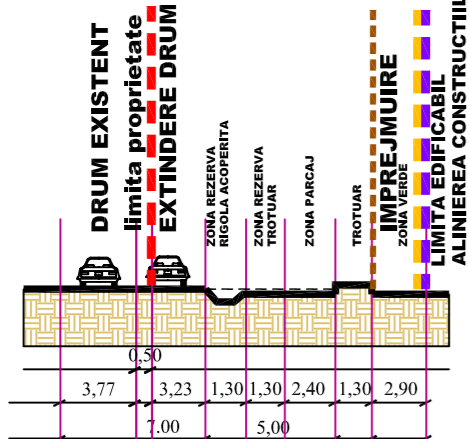 DRUM EXISTENT
limita proprietate
EXTINDERE DRUM
ZONA REZERVA
RIGOLA ACOPERITA
ZONA REZERVA
TROTUAR
ZONA PARCAJ
TROTUAR
IMPREJMUIRE
ZONA VERDE
LIMITA EDIFICABIL
0,50
3,77
3,23
1,30
1,30
2,40
1,30
2,90
7.00
5,00